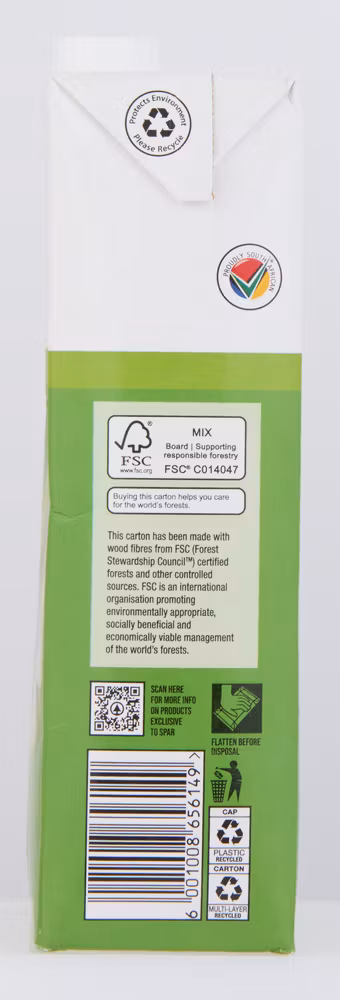 Protects Environment
Please Recycle
PROUDLY SOUTH AFRICAN
MIX
Board | Supporting
responsible forestry
FSC® C014047
®
FSC
www.fsc.org
Buying this carton helps you care
for the world's forests.
This carton has been made with
wood fibres from FSC (Forest
Stewardship Council™) certified
forests and other controlled
sources. FSC is an international
organisation promoting
environmentally appropriate,
socially beneficial and
economically viable management
of the world's forests.
SCAN HERE
FOR MORE INFO
ON PRODUCTS
EXCLUSIVE
TO SPAR
FLATTEN BEFORE
DISPOSAL
6 001008 656149 >
CAP
PLASTIC
RECYCLED
CARTON
MULTI-LAYER
RECYCLED